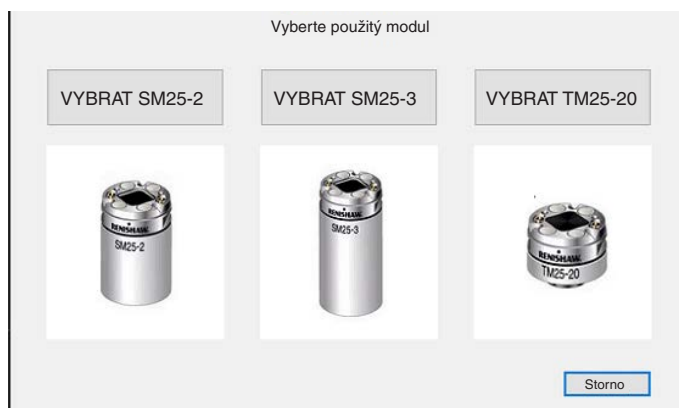 Vyberte použitý modul
VYBRAT SM25-2
VYBRAT SM25-3
VYBRAT TM25-20
RENISHAW
SM25-2
RENISHAW
SM25-3
RENISHAW
TM25-20
Storno